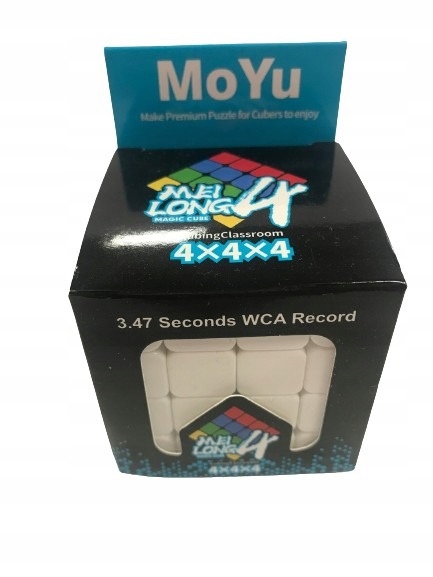 MoYu
Make Premium Puzzle for Cubers to enjoy
MEI
LONG 4
MAGIC CUBE
bingClassroom
4×4×4
3.47 Seconds WCA Record
MEI
LONG 4
4×4×4